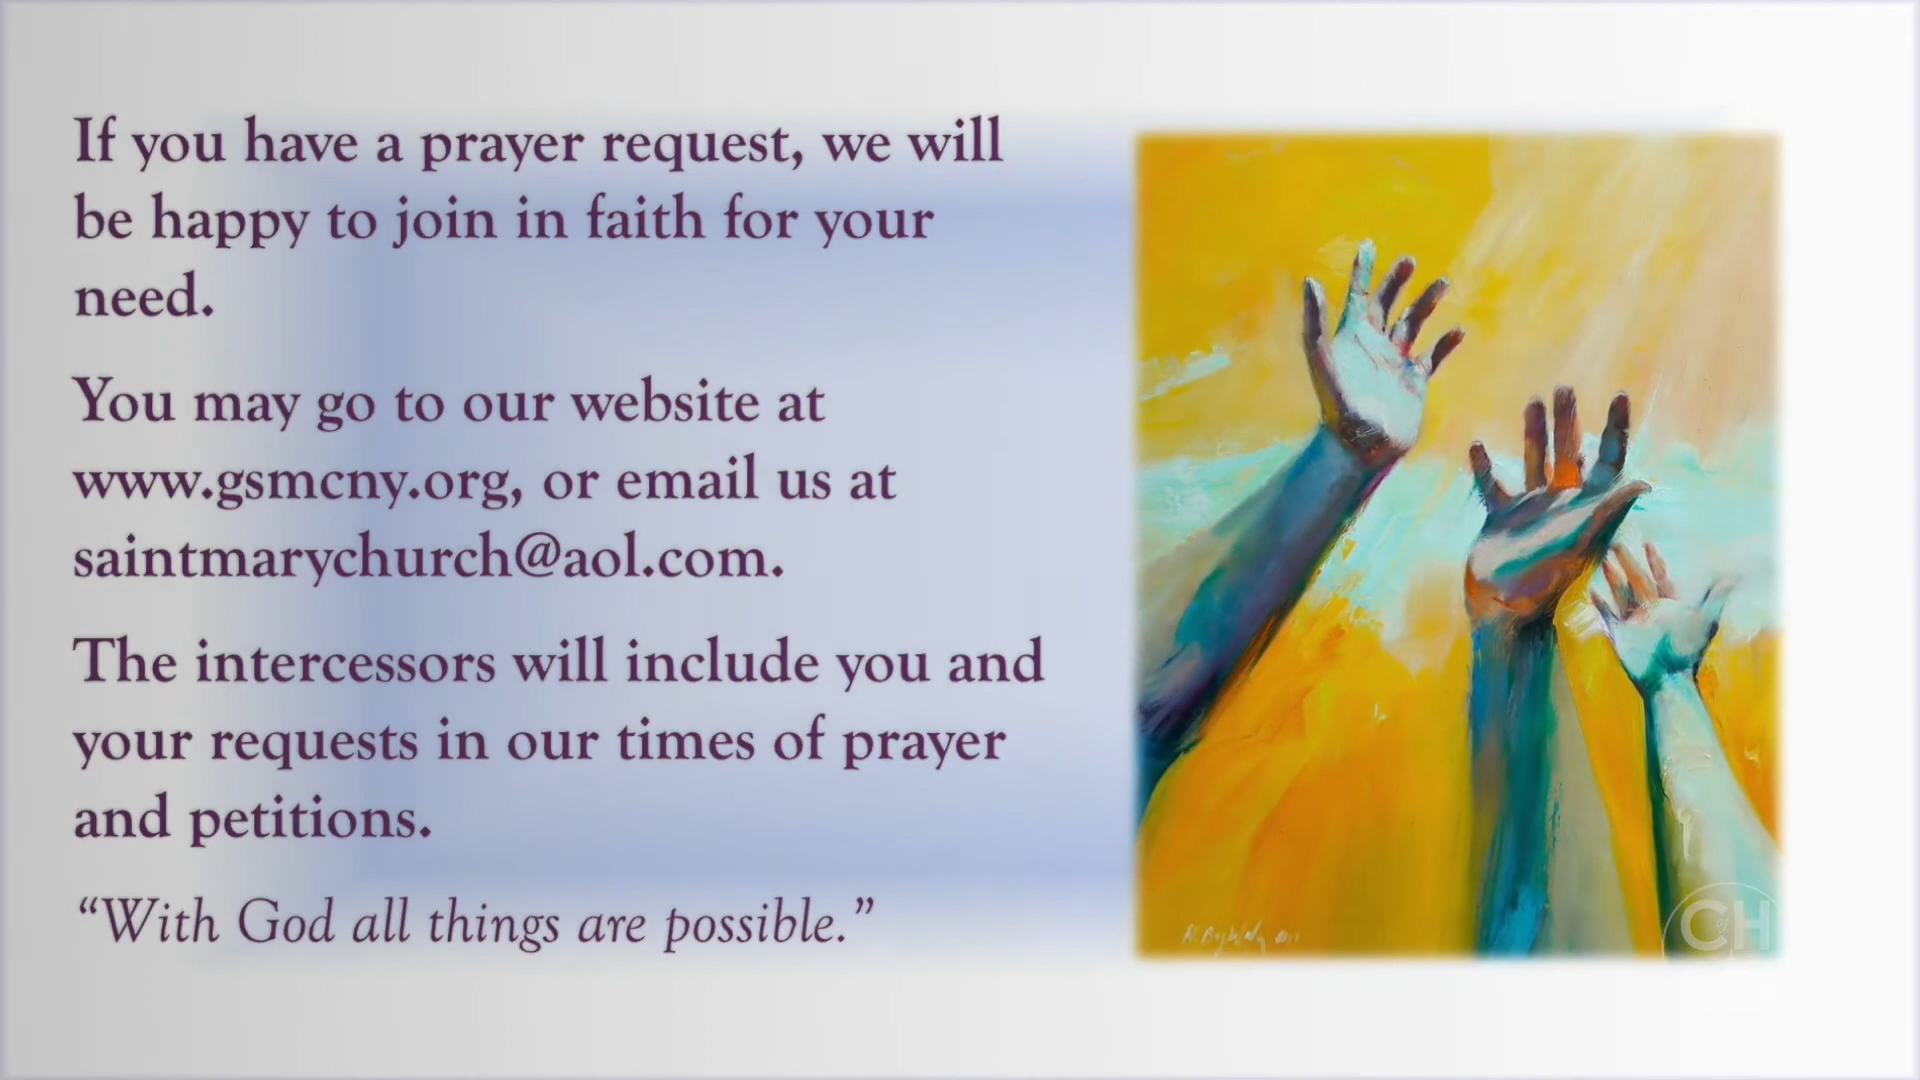 If you have a prayer request, we will
be happy to join in faith for your
need.
You may go to our website at
www.gsmcny.org, or email us at
saintmarychurch@aol.com.
The intercessors will include you and
your requests in our times of prayer
and petitions.
“With God all things are possible.”
CofH